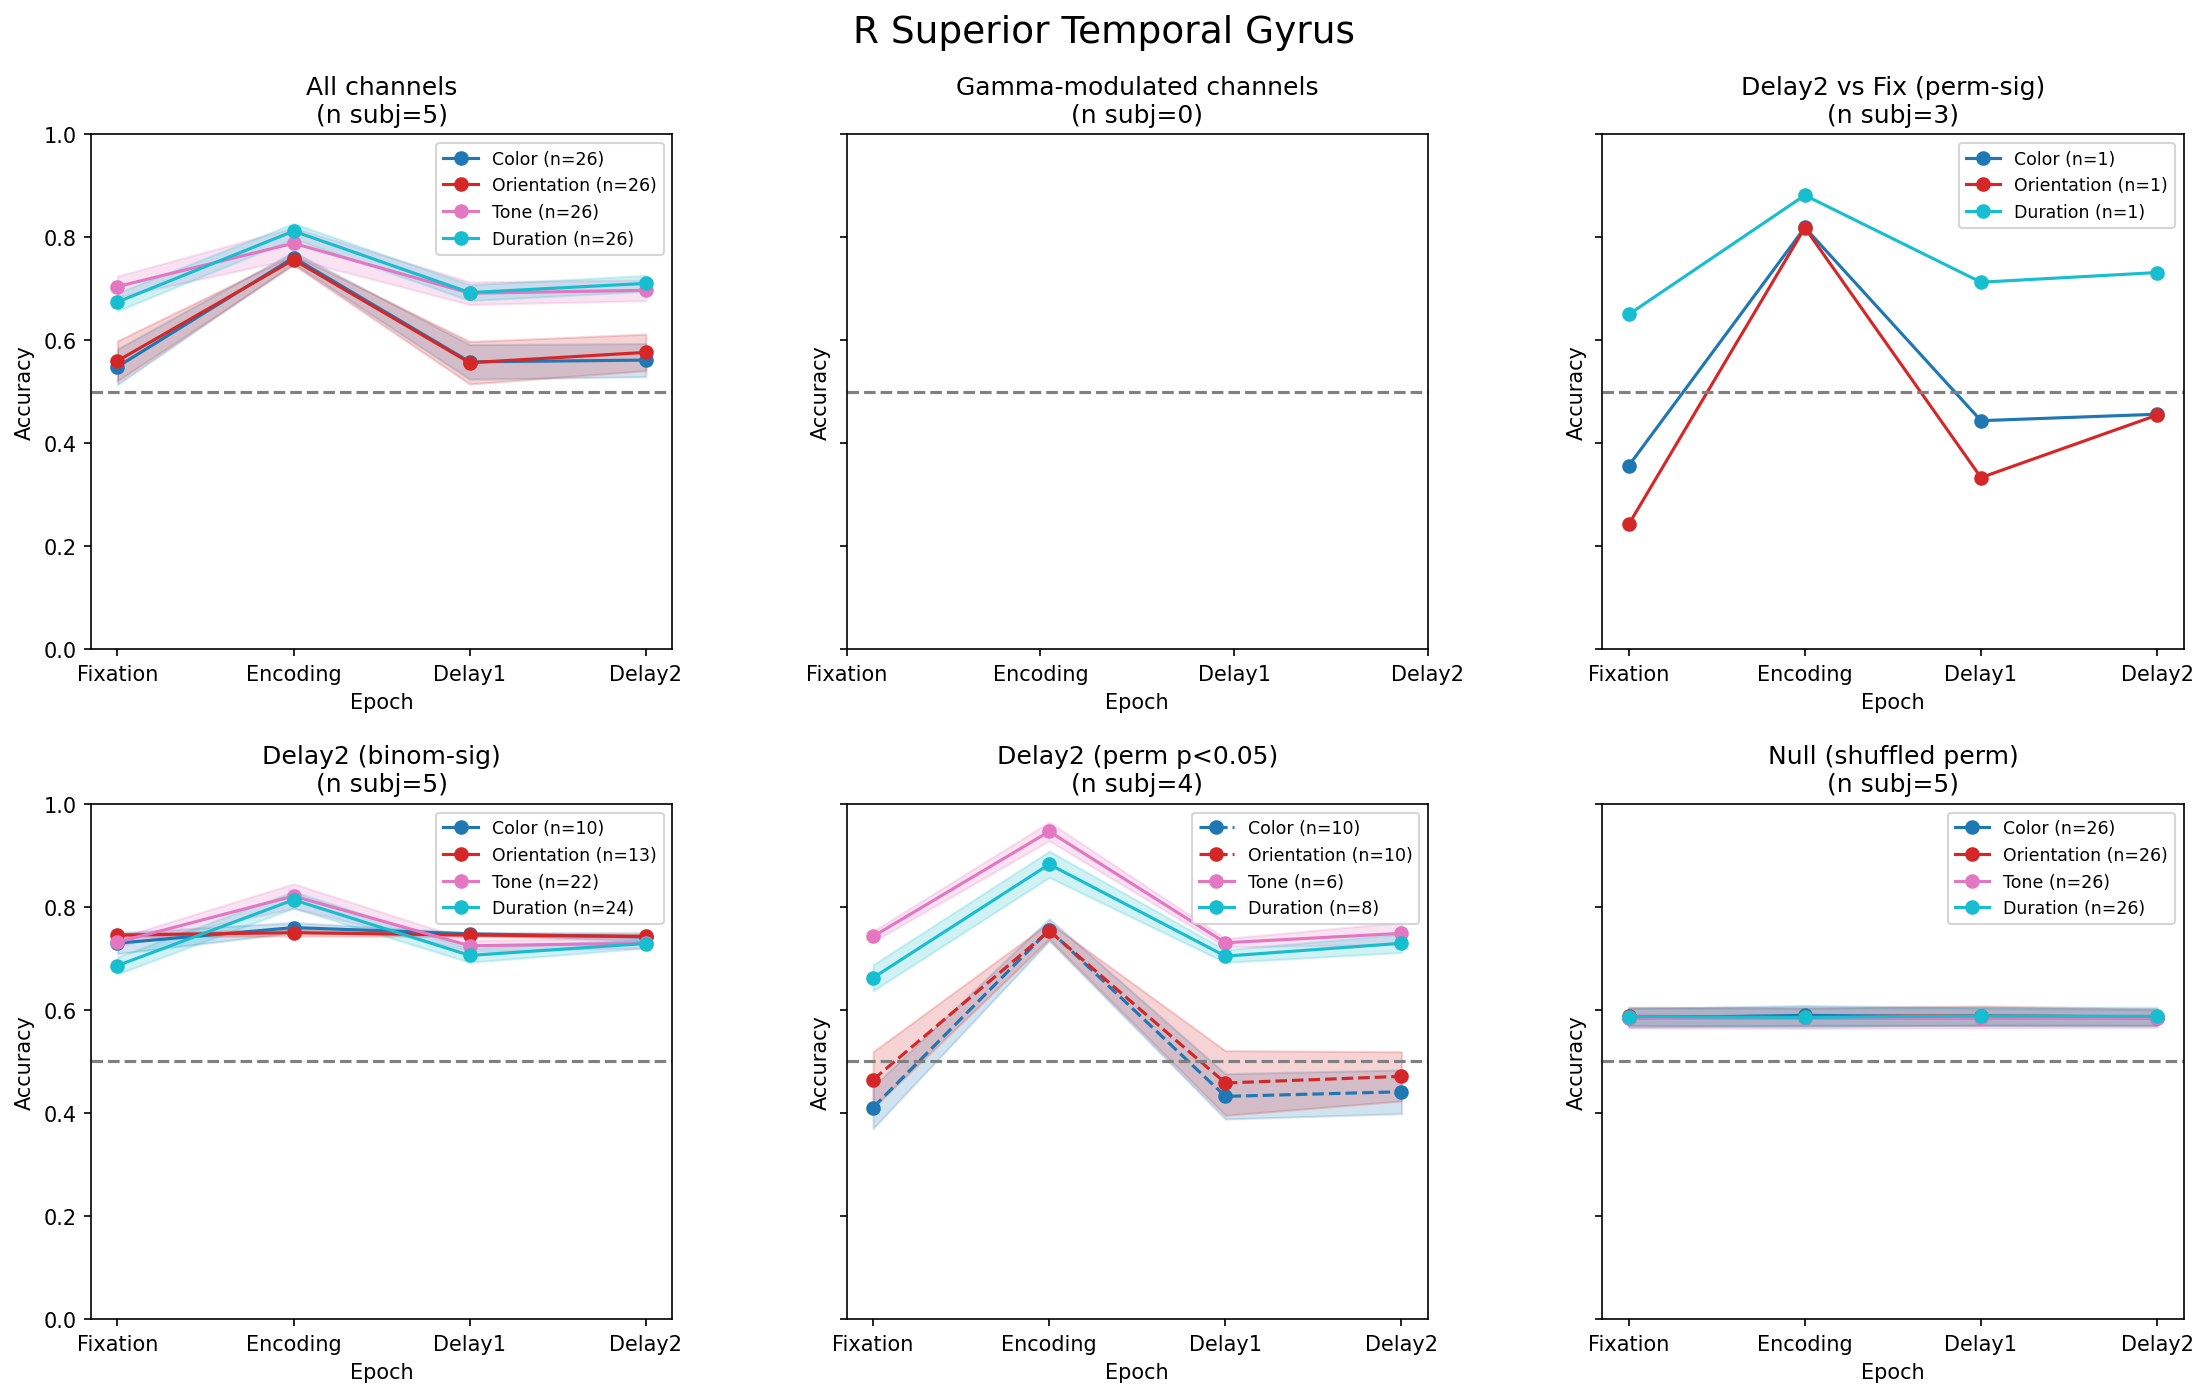 R Superior Temporal Gyrus
All channels
(n subj=5)
Accuracy
1.0
0.8
0.6
0.4
0.2
0.0
Color (n=26)
Orientation (n=26)
Tone (n=26)
Duration (n=26)
Fixation Encoding Delay1 Delay2
Epoch
Gamma-modulated channels
(n subj=0)
Accuracy
Fixation Encoding Delay1 Delay2
Epoch
Delay2 vs Fix (perm-sig)
(n subj=3)
Accuracy
Color (n=1)
Orientation (n=1)
Duration (n=1)
Fixation Encoding Delay1 Delay2
Epoch
Delay2 (binom-sig)
(n subj=5)
Accuracy
1.0
0.8
0.6
0.4
0.2
0.0
Color (n=10)
Orientation (n=13)
Tone (n=22)
Duration (n=24)
Fixation Encoding Delay1 Delay2
Epoch
Delay2 (perm p<0.05)
(n subj=4)
Accuracy
Color (n=10)
Orientation (n=10)
Tone (n=6)
Duration (n=8)
Fixation Encoding Delay1 Delay2
Epoch
Null (shuffled perm)
(n subj=5)
Accuracy
Color (n=26)
Orientation (n=26)
Tone (n=26)
Duration (n=26)
Fixation Encoding Delay1 Delay2
Epoch